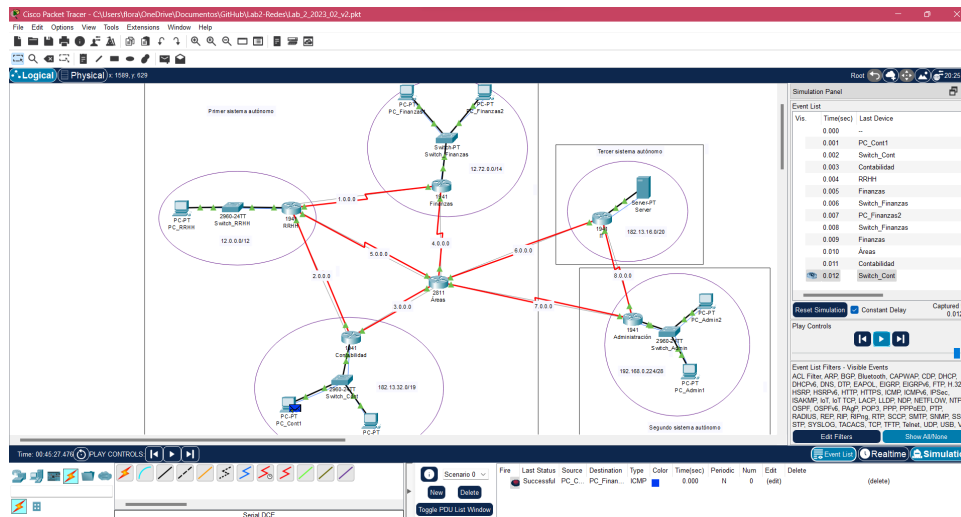 Cisco Packet Tracer - C:\Users\flora\OneDrive\Documentos\GitHub\Lab2-Redes\Lab_2_2023_02_v2.pkt
File Edit Options View Tools Extensions Window Help
Logical Physical x: 1589, y: 629
Root 20:25
Primer sistema autónomo
PC-PT
PC_Finanzas1
PC-PT
PC_Finanzas2
Switch-PT
Switch_Finanzas
12.72.0.0/14
1941
Finanzas
1.0.0.0
PC-PT
PC_RRHH
2960-24TT
Switch_RRHH
1941
RRHH
12.0.0.0/12
4.0.0.0
5.0.0.0
2.0.0.0
2811
Áreas
3.0.0.0
6.0.0.0
7.0.0.0
Tercer sistema autónomo
Server-PT
Server
1941
182.13.16.0/20
8.0.0.0
1941
Administración
PC-PT
PC_Admin2
2960-24TT
Switch_Admin
192.168.0.224/28
PC-PT
PC_Admin1
Segundo sistema autónomo
1941
Contabilidad
182.13.32.0/19
2960-24TT
Switch_Cont
PC-PT
PC_Cont1
PC-PT
Simulation Panel
Event List
Vis. Time(sec) Last Device
0.000 --
0.001 PC_Cont1
0.002 Switch_Cont
0.003 Contabilidad
0.004 RRHH
0.005 Finanzas
0.006 Switch_Finanzas
0.007 PC_Finanzas2
0.008 Switch_Finanzas
0.009 Finanzas
0.010 Áreas
0.011 Contabilidad
0.012 Switch_Cont
Reset Simulation Constant Delay Captured
0.012
Play Controls
Event List Filters - Visible Events
ACL Filter, ARP, BGP, Bluetooth, CAPWAP, CDP, DHCP,
DHCPv6, DNS, DTP, EAPOL, EIGRP, EIGRPv6, FTP, H.32
HSRP, HSRPv6, HTTP, HTTPS, ICMP, ICMPv6, IPSec,
ISAKMP, IoT, IoT TCP, LACP, LLDP, NDP, NETFLOW, NTP
OSPF, OSPFv6, PAgP, POP3, PPP, PPPoED, PTP,
RADIUS, REP, RIP, RIPng, RTP, SCCP, SMTP, SNMP, SS
STP, SYSLOG, TACACS, TCP, TFTP, Telnet, UDP, USB, V
Edit Filters Show All/None
Time: 00:45:27.476 PLAY CONTROLS:
Event List Realtime Simulatio
Serial DCE
Scenario 0
New Delete
Toggle PDU List Window
Fire Last Status Source Destination Type Color Time(sec) Periodic Num Edit Delete
Successful PC_C... PC_Finan... ICMP 0.000 N 0 (edit) (delete)